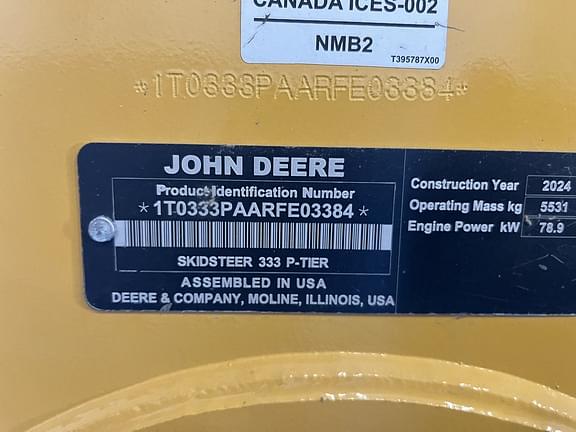 CANADA ICES-002
NMB2
T395787X00
*1T0333PAARFE03384*
JOHN DEERE
Product Identification Number
*1T0333PAARFE03384*
SKIDSTEER 333 P-TIER
ASSEMBLED IN USA
DEERE & COMPANY, MOLINE, ILLINOIS, USA
Construction Year 2024
Operating Mass kg 5531
Engine Power kW 78.9